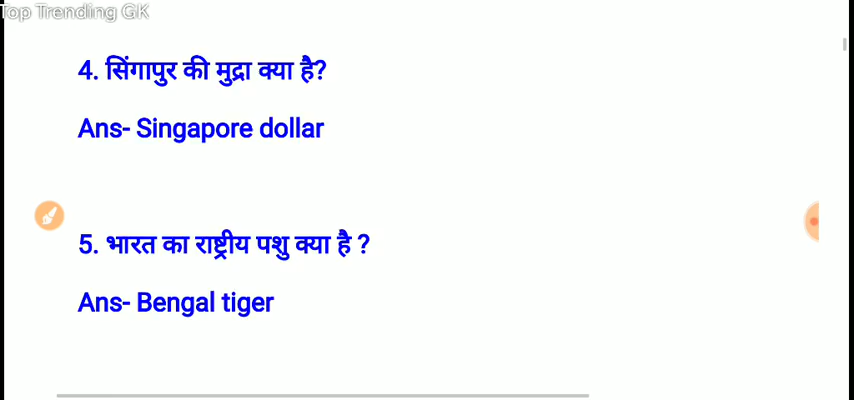 Top Trending GK
4. सिंगापुर की मुद्रा क्या है?
Ans- Singapore dollar
5. भारत का राष्ट्रीय पशु क्या है ?
Ans- Bengal tiger